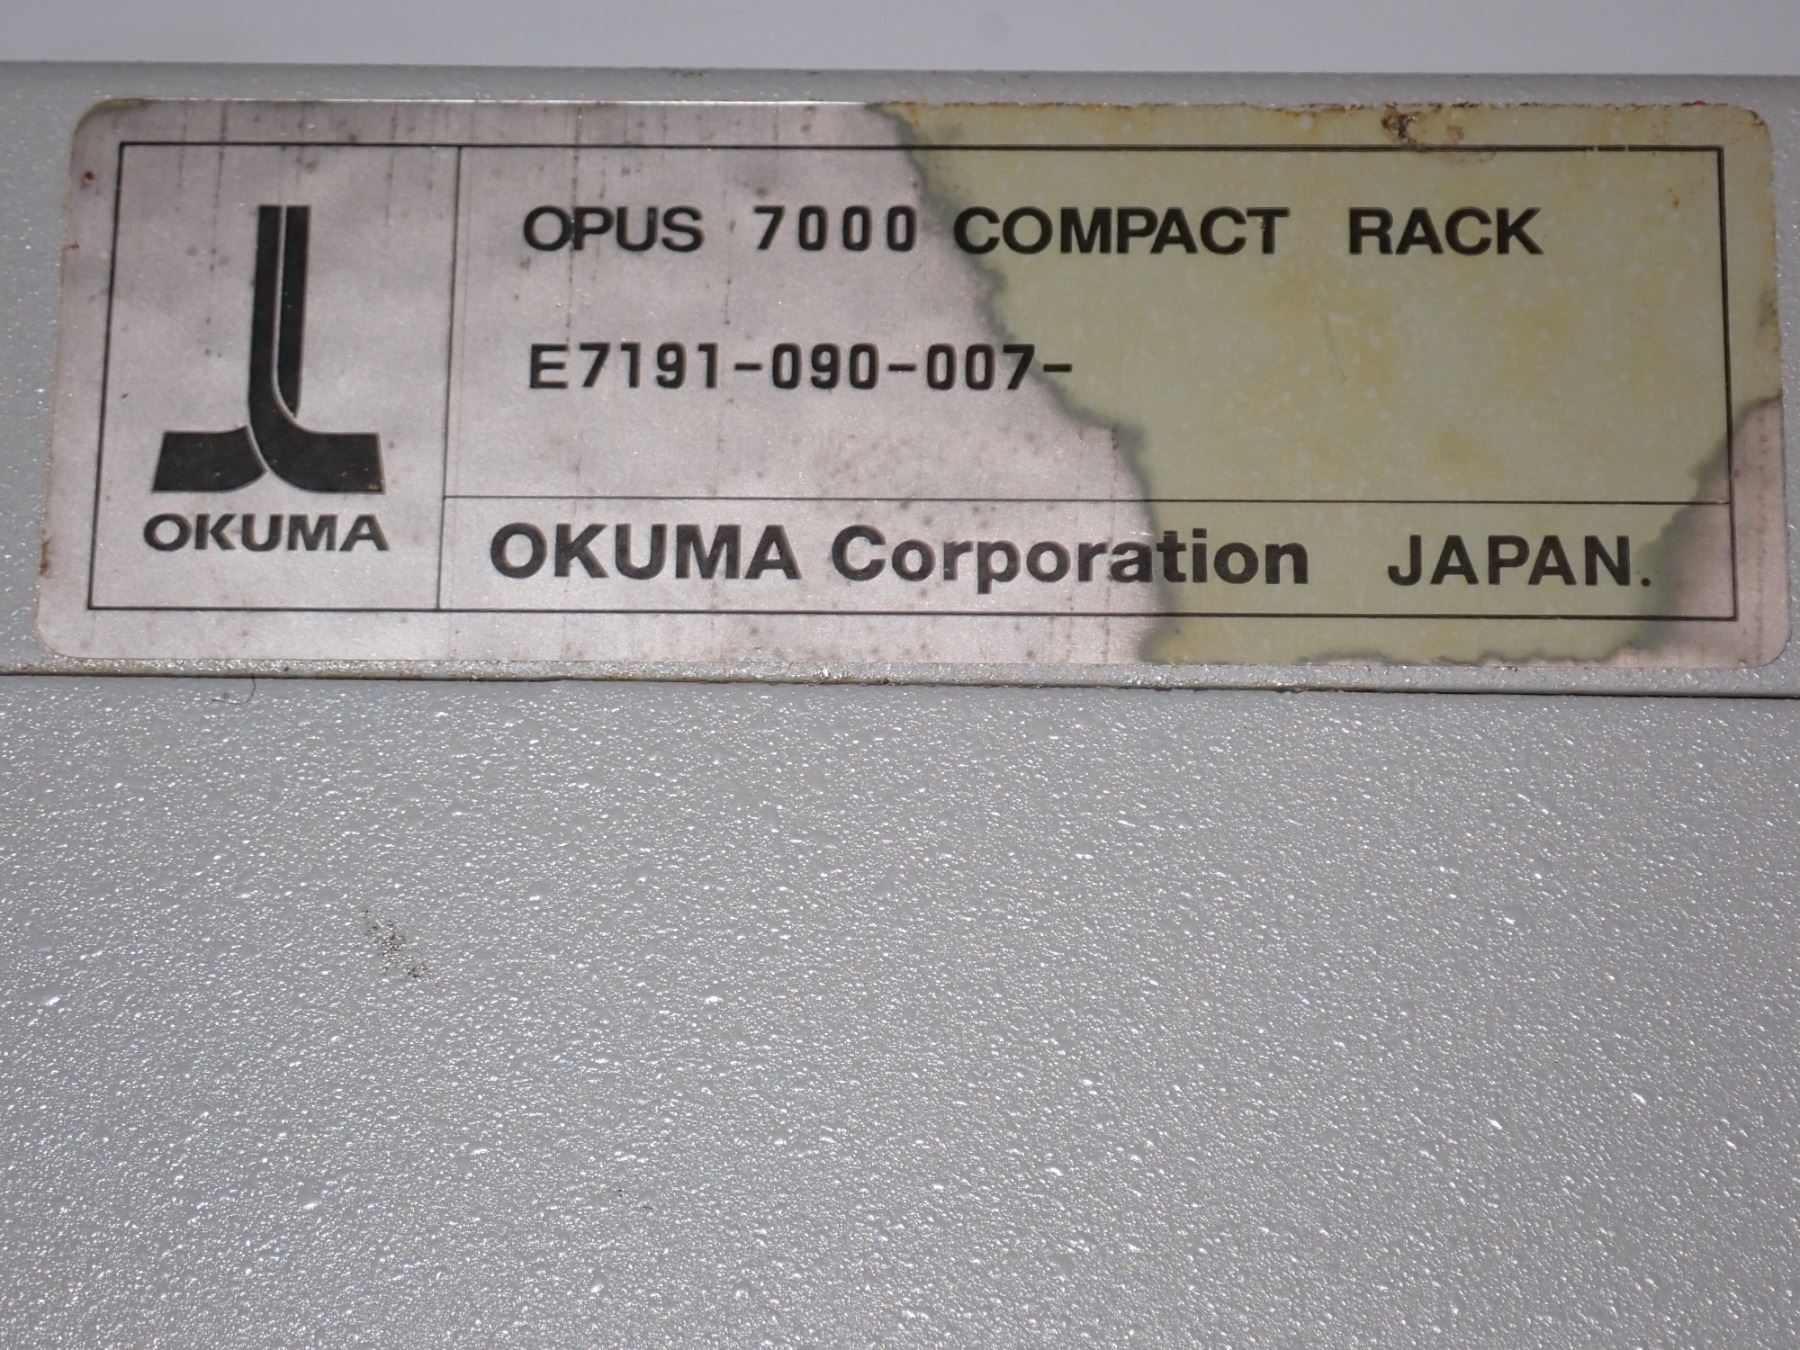 OPUS 7000 COMPACT RACK
E7191-090-007-
OKUMA
OKUMA Corporation JAPAN.